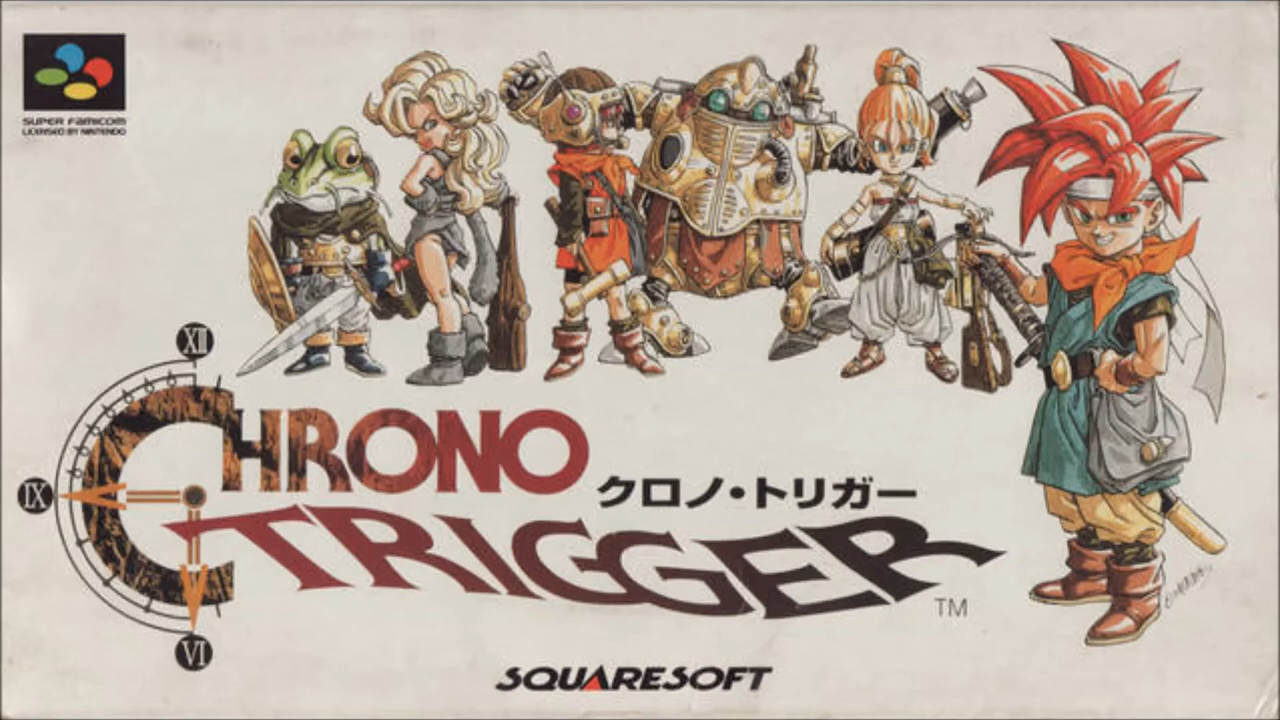 SUPER FAMICOM
LICENSED BY NINTENDO
XII
IX
VI
CHRONO
クロノ・トリガー
TRIGGER
TM
SQUARESOFT